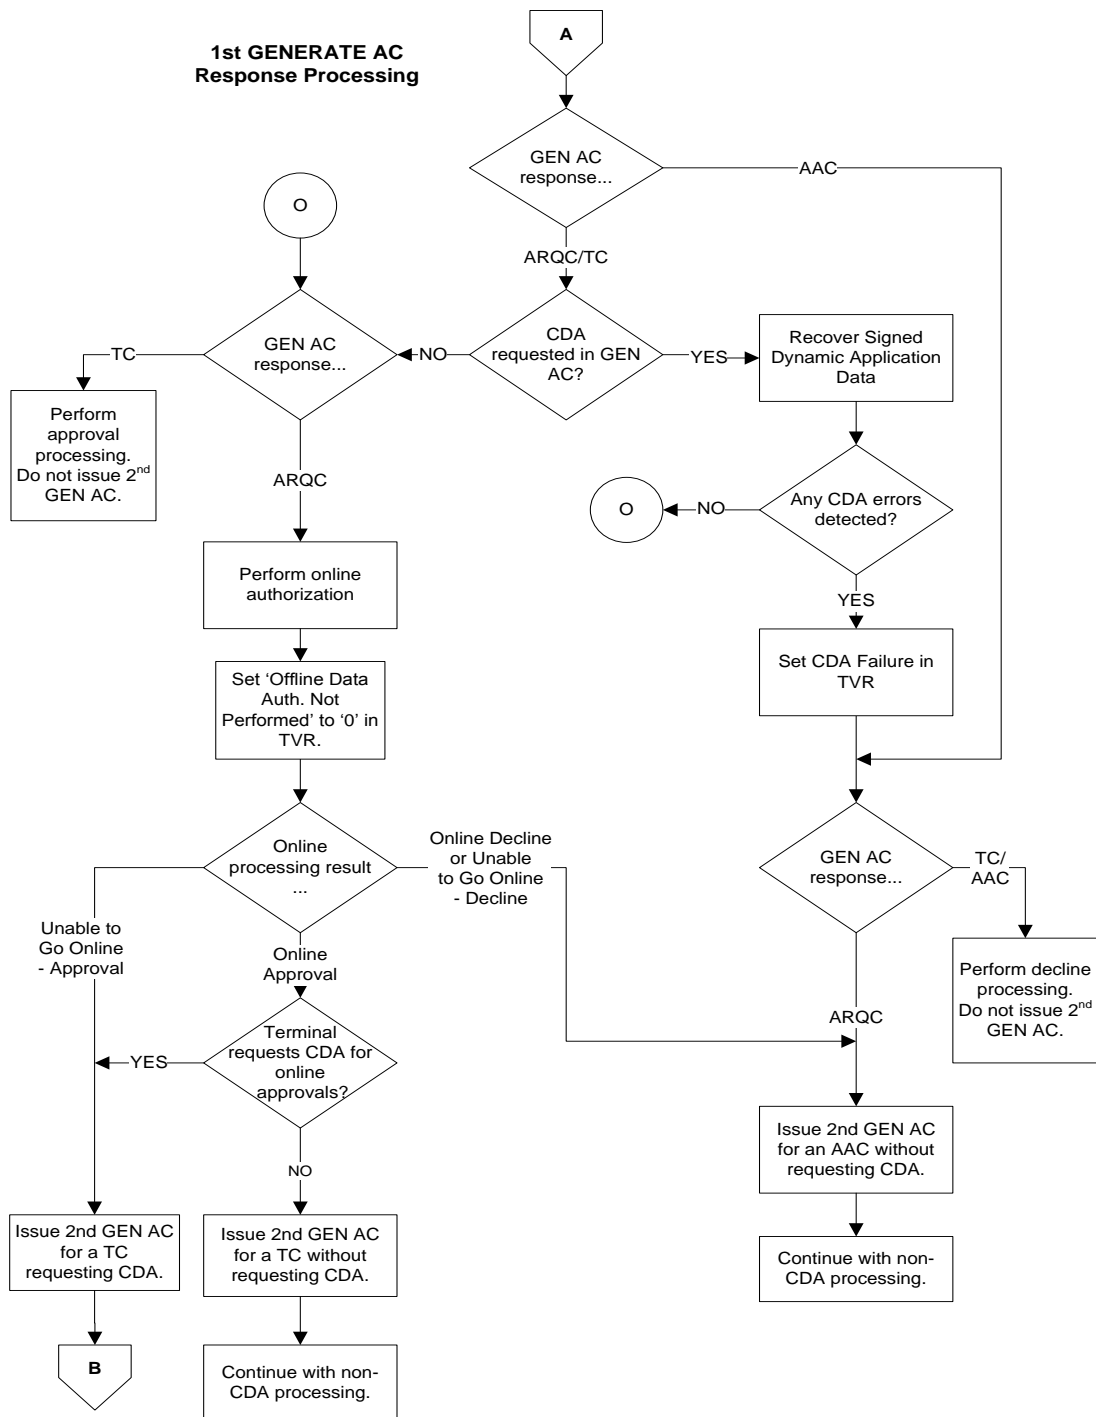 A
1st GENERATE AC
Response Processing
GEN AC
response...
AAC
O
ARQC/TC
GEN AC
response...
TC
NO
CDA
requested in GEN
AC?
YES
Recover Signed
Dynamic Application
Data
Perform
approval
processing.
Do not issue 2nd
GEN AC.
ARQC
O
NO
Any CDA errors
detected?
YES
Perform online
authorization
Set CDA Failure in
TVR
Set ‘Offline Data
Auth. Not
Performed’ to ‘0’ in
TVR.
Online
processing result
...
Online Decline
or Unable
to Go Online
- Decline
GEN AC
response...
TC/
AAC
Unable to
Go Online
- Approval
Online
Approval
Perform decline
processing.
Do not issue 2nd
GEN AC.
ARQC
Terminal
requests CDA for
online
approvals?
YES
NO
Issue 2nd GEN AC
for an AAC without
requesting CDA.
Issue 2nd GEN AC
for a TC
requesting CDA.
Issue 2nd GEN AC
for a TC without
requesting CDA.
Continue with non-
CDA processing.
B
Continue with non-
CDA processing.